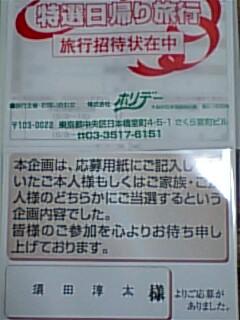 特選日帰り旅行
旅行招待状在中
株式会社 ホリデー
〒103-0022 東京都中央区日本橋室町4-5-1 さくら室町ビル
☎03-3517-6151
本企画は、応募用紙にご記入し
いたご本人様もしくはご家族・ご
人様のどちらかにご当選するとい
う企画内容でした。
皆様のご参加を心よりお待ち申し
上げております。
須田淳太 様
よりご応募が
ありました。